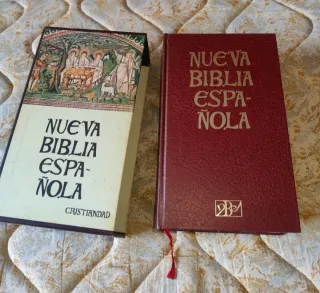 NUEVA
BIBLIA
ESPA-
ÑOLA
CRISTIANDAD
NUEVA
BIBLIA
ESPA-
ÑOLA